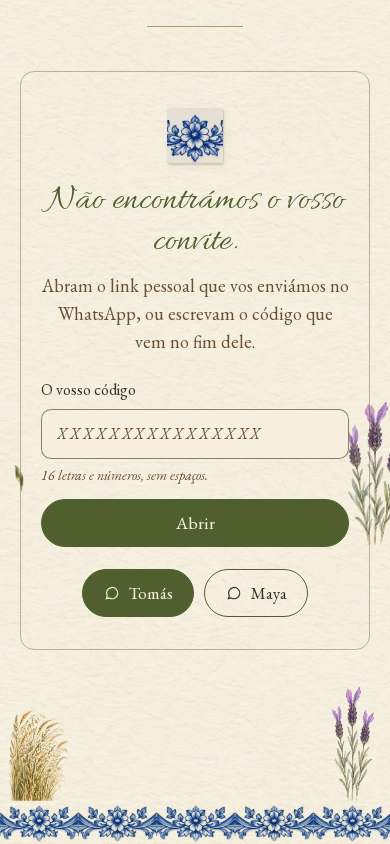 Não encontrámos o vosso
convite.
Abram o link pessoal que vos enviámos no
WhatsApp, ou escrevam o código que
vem no fim dele.
O vosso código
XXXXXXXXXXXXXXXX
16 letras e números, sem espaços.
Abrir
Tomás
Maya